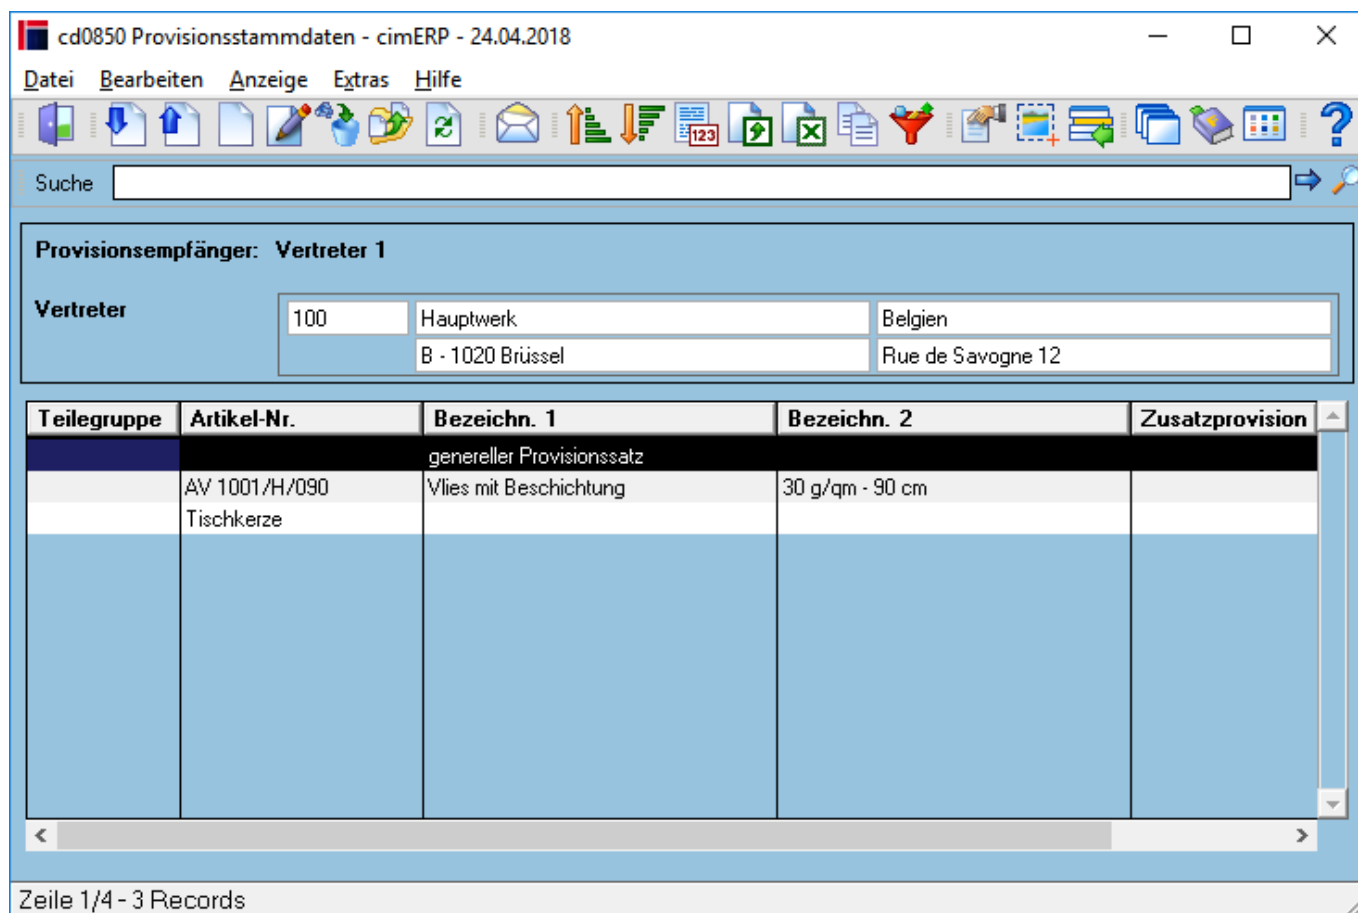 cd0850 Provisionsstammdaten - cimERP - 24.04.2018
Datei Bearbeiten Anzeige Extras Hilfe
123
Suche
Provisionsempfänger: Vertreter 1
Vertreter 100 Hauptwerk Belgien
B - 1020 Brüssel Rue de Savogne 12
Teilegruppe Artikel-Nr. Bezeichn. 1 Bezeichn. 2 Zusatzprovision
genereller Provisionssatz
AV 1001/H/090 Vlies mit Beschichtung 30 g/qm - 90 cm
Tischkerze
Zeile 1/4 - 3 Records